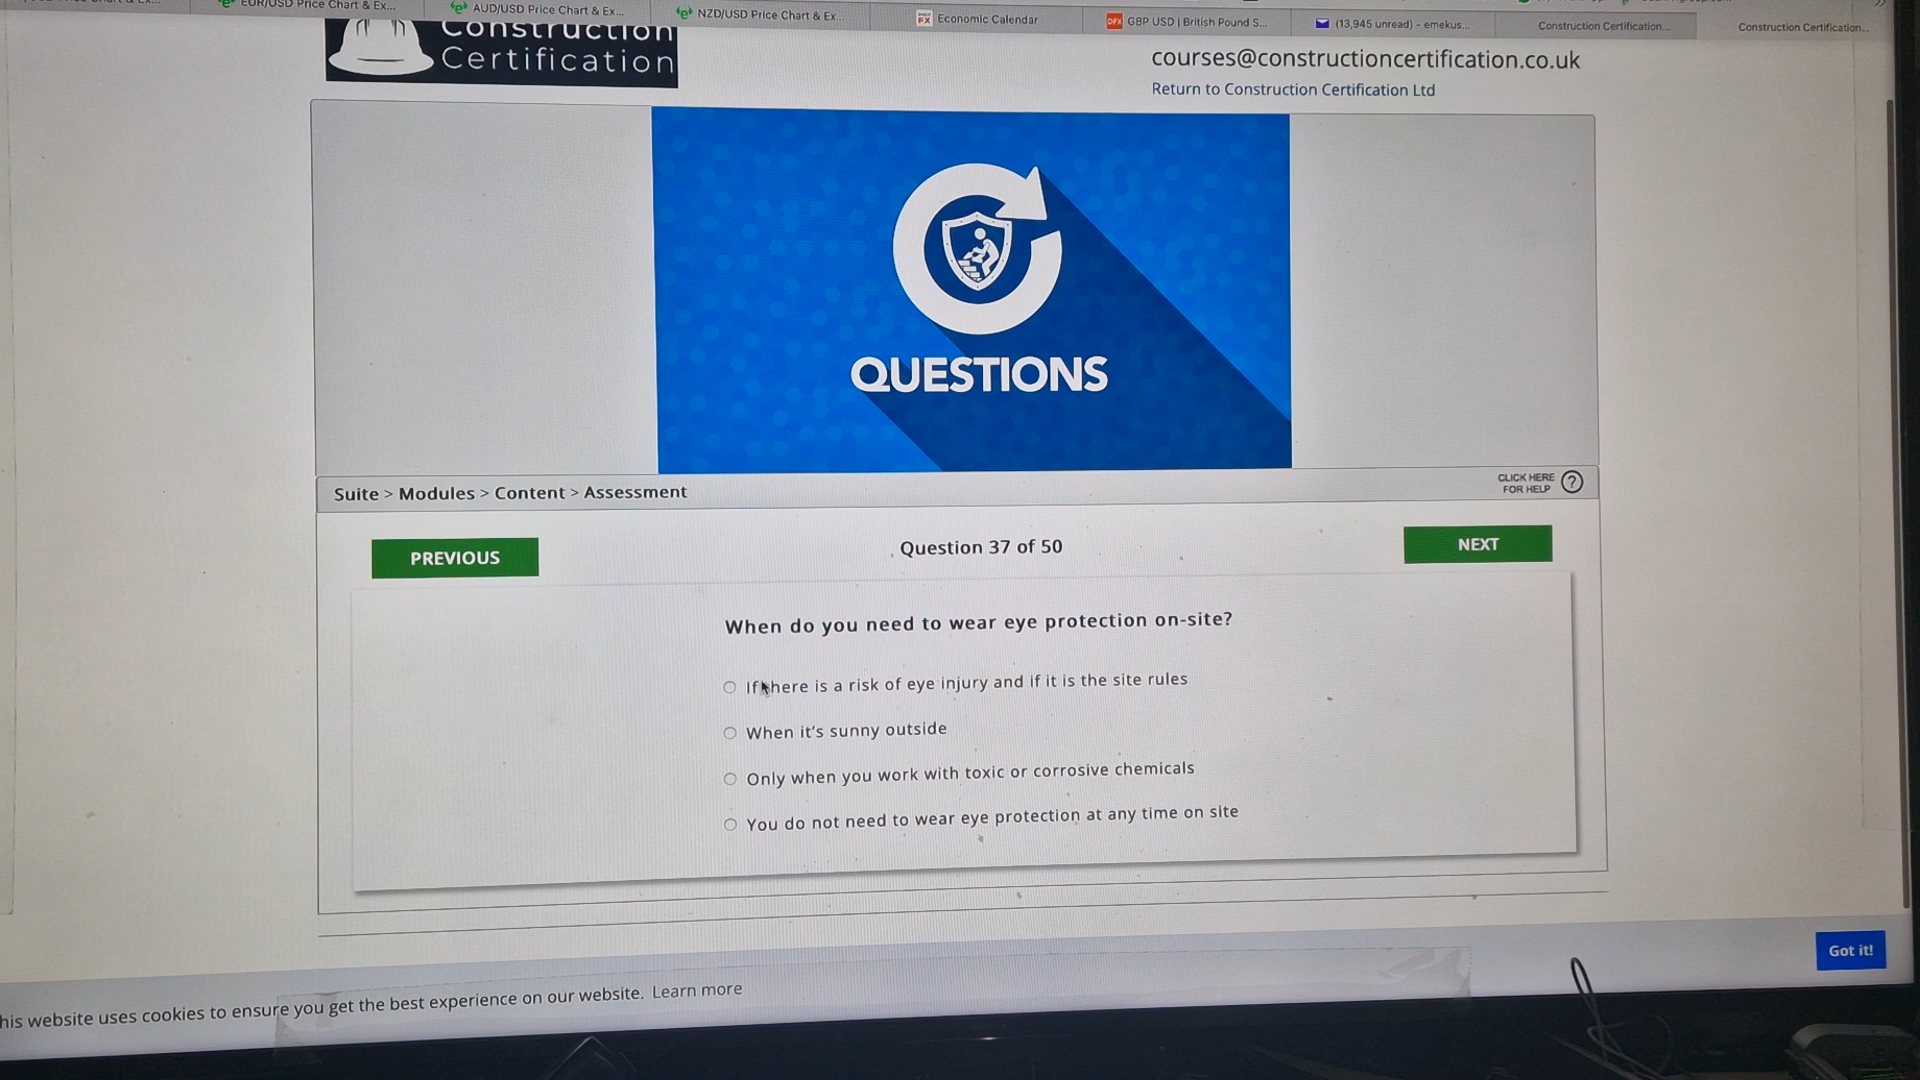 EUR/USD Price Chart & Ex...
AUD/USD Price Chart & Ex...
NZD/USD Price Chart & Ex...
Economic Calendar
GBP USD | British Pound S...
(13,945 unread) - emekus...
Construction Certification...
Construction Certification...
Construction
Certification
courses@constructioncertification.co.uk
Return to Construction Certification Ltd
QUESTIONS
Suite > Modules > Content > Assessment
CLICK HERE
FOR HELP ?
PREVIOUS
Question 37 of 50
NEXT
When do you need to wear eye protection on-site?
If there is a risk of eye injury and if it is the site rules
When it's sunny outside
Only when you work with toxic or corrosive chemicals
You do not need to wear eye protection at any time on site
Got it!
his website uses cookies to ensure you get the best experience on our website. Learn more